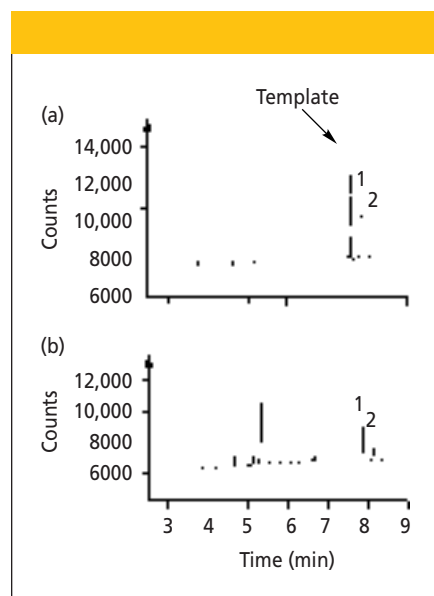 (a)
Template
14,000
12,000
10,000
8000
6000
Counts
1
2
(b)
12,000
10,000
8000
6000
Counts
1
2
3 4 5 6 7 8 9
Time (min)